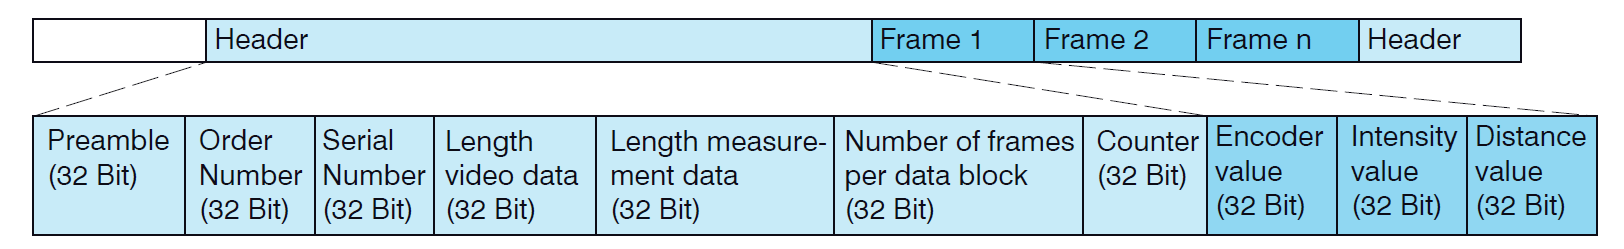 Header Frame 1 Frame 2 Frame n Header
Preamble
(32 Bit)
Order
Number
(32 Bit)
Serial
Number
(32 Bit)
Length
video data
(32 Bit)
Length measure-
ment data
(32 Bit)
Number of frames
per data block
(32 Bit)
Counter
(32 Bit)
Encoder
value
(32 Bit)
Intensity
value
(32 Bit)
Distance
value
(32 Bit)